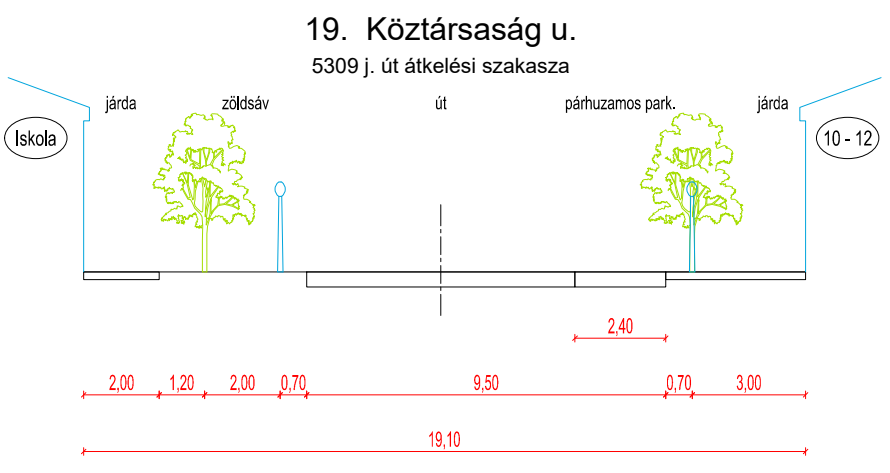 19. Köztársaság u.
5309 j. út átkelési szakasza
járda zöldsáv út párhuzamos park. járda
Iskola 10 - 12
2,40
2,00 1,20 2,00 0,70 9,50 0,70 3,00
19,10